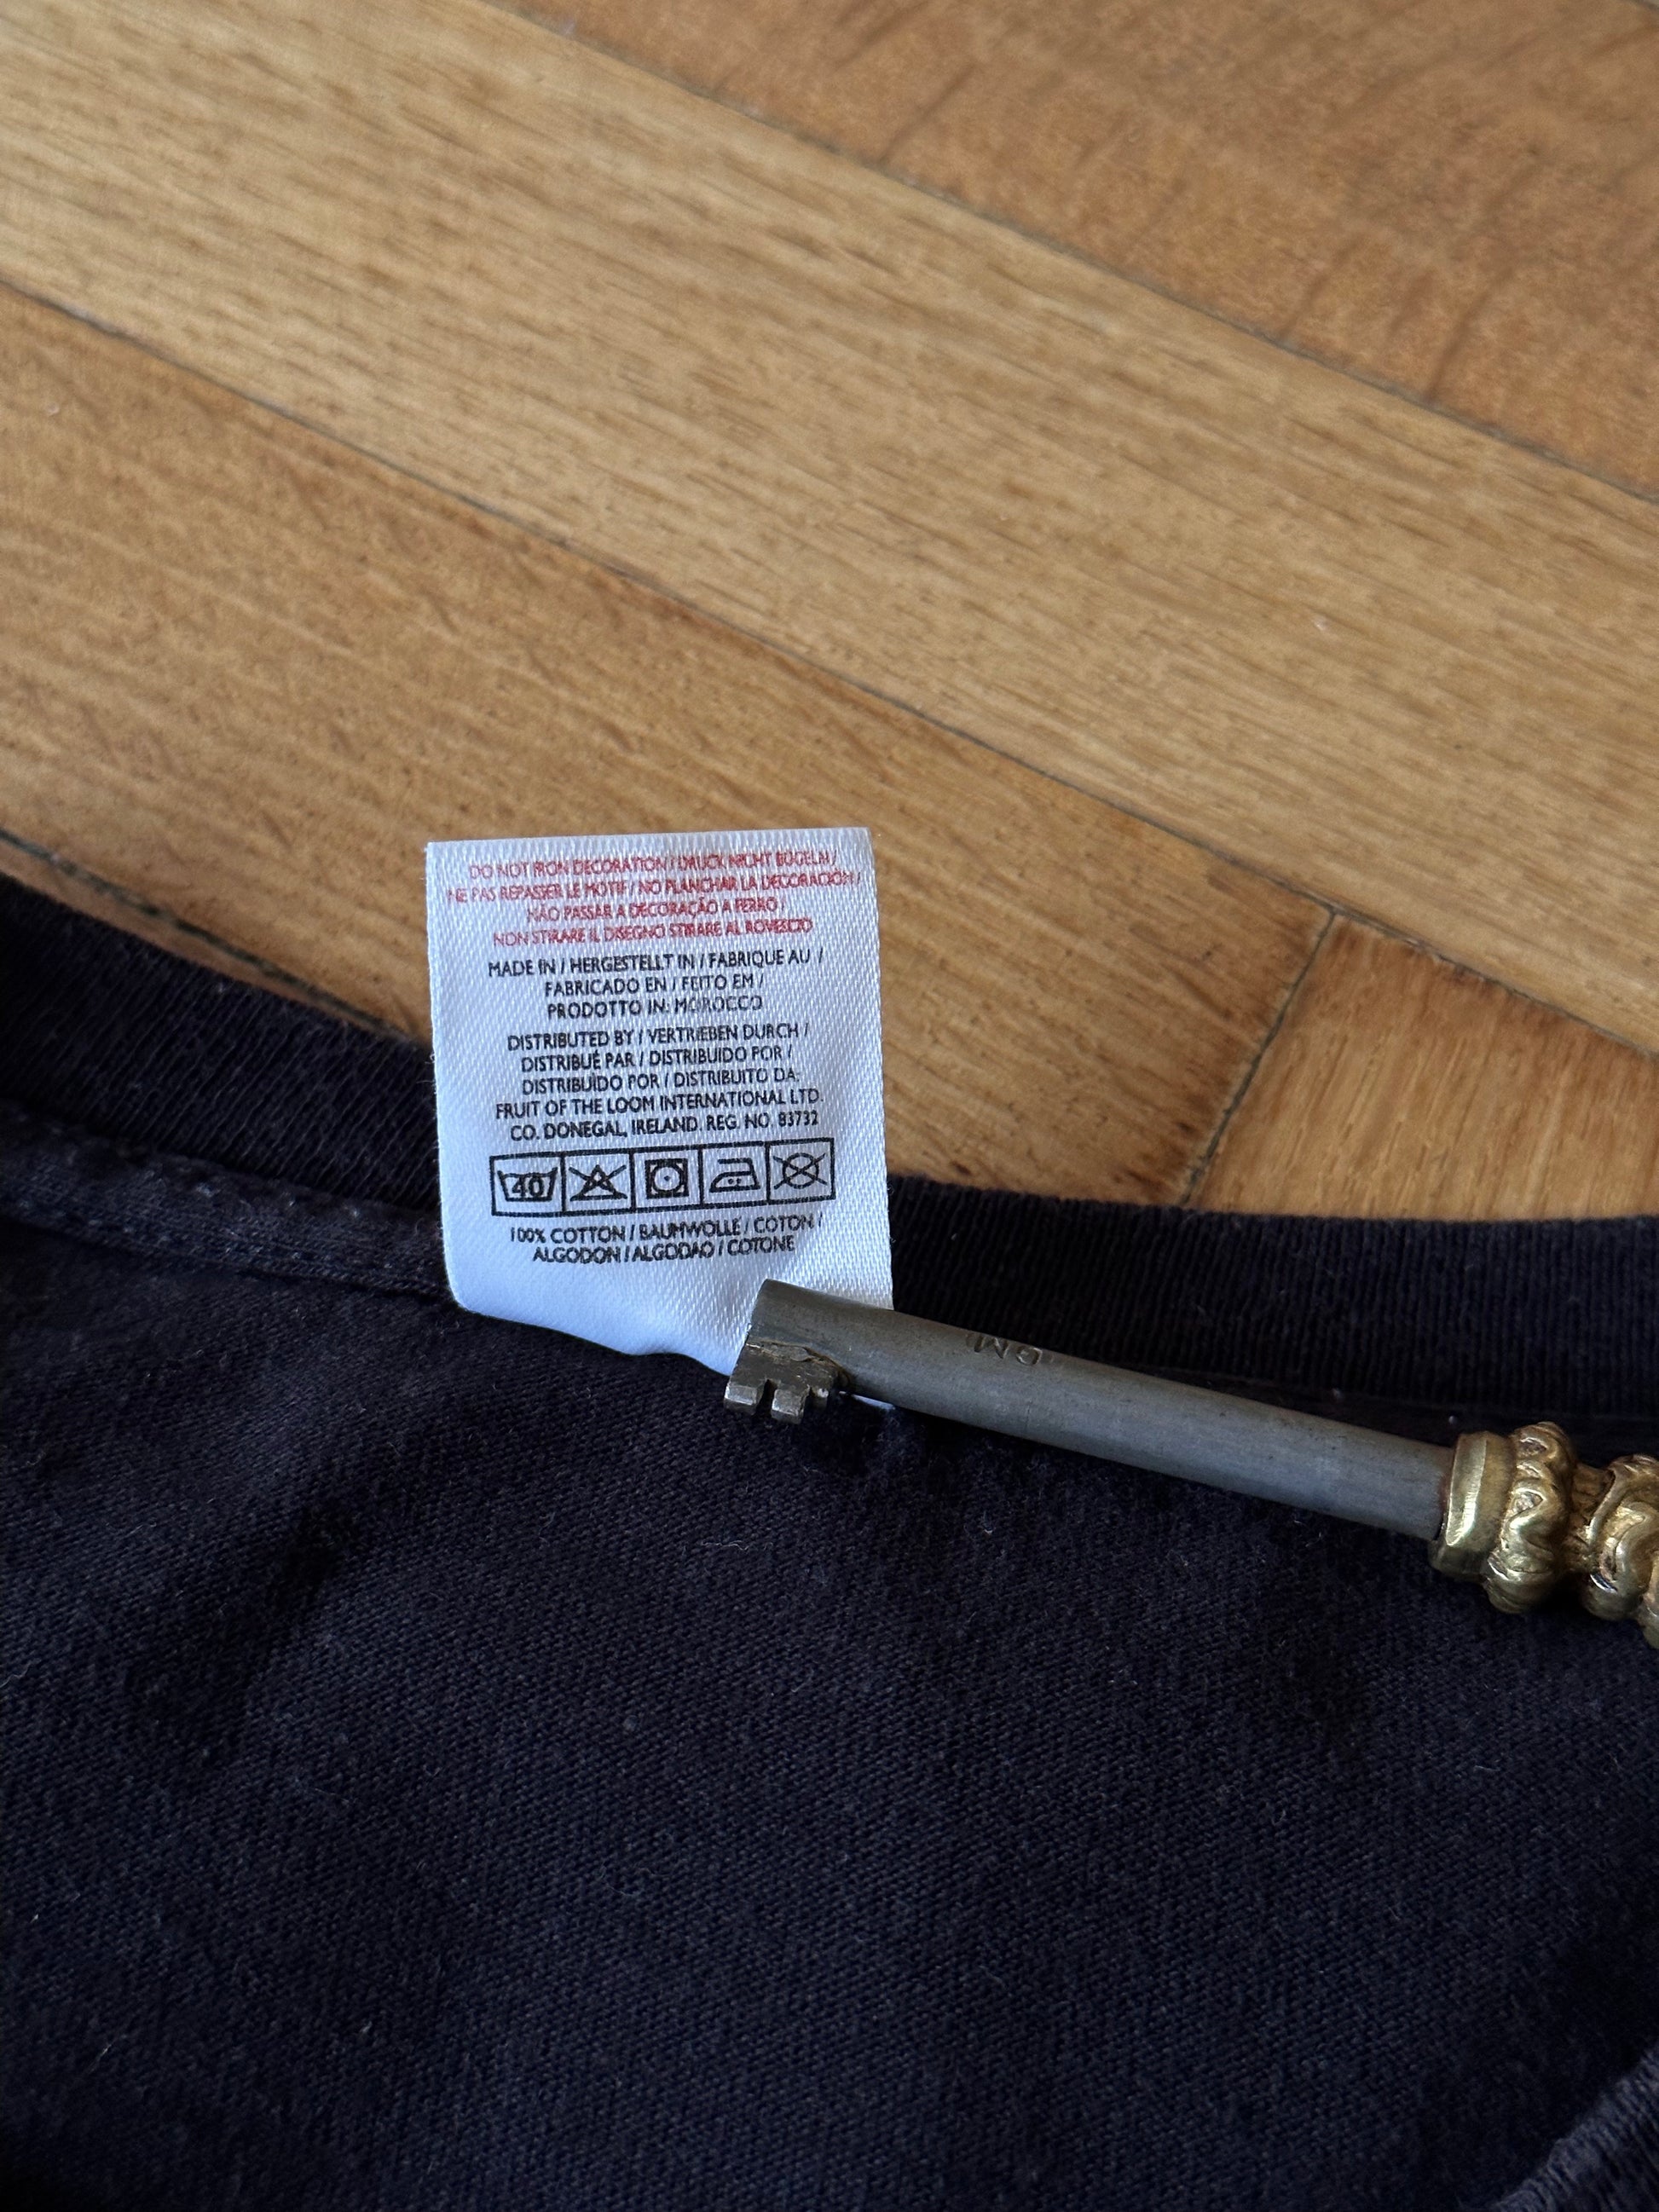 DO NOT IRON DECORATION / DRUCK NICHT BÜGELN /
NE PAS REPASSER LE MOTIF / NO PLANCHAR LA DECORACION /
NÃO PASSAR A DECORAÇÃO A FERRO /
NON STIRARE IL DISEGNO STIRARE AL ROVESCIO
MADE IN / HERGESTELLT IN / FABRIQUE AU /
FABRICADO EN / FEITO EM /
PRODOTTO IN: MOROCCO
DISTRIBUTED BY / VERTRIEBEN DURCH /
DISTRIBUÉ PAR / DISTRIBUIDO POR /
DISTRIBUÍDO POR / DISTRIBUITO DA:
FRUIT OF THE LOOM INTERNATIONAL LTD.
CO. DONEGAL, IRELAND. REG. NO. 83732
40
100% COTTON / BAUMWOLLE / COTON /
ALGODON / ALGODAO / COTONE